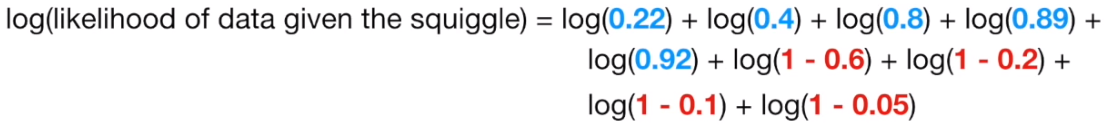 log(likelihood of data given the squiggle) = log(0.22) + log(0.4) + log(0.8) + log(0.89) +
log(0.92) + log(1 - 0.6) + log(1 - 0.2) +
log(1 - 0.1) + log(1 - 0.05)